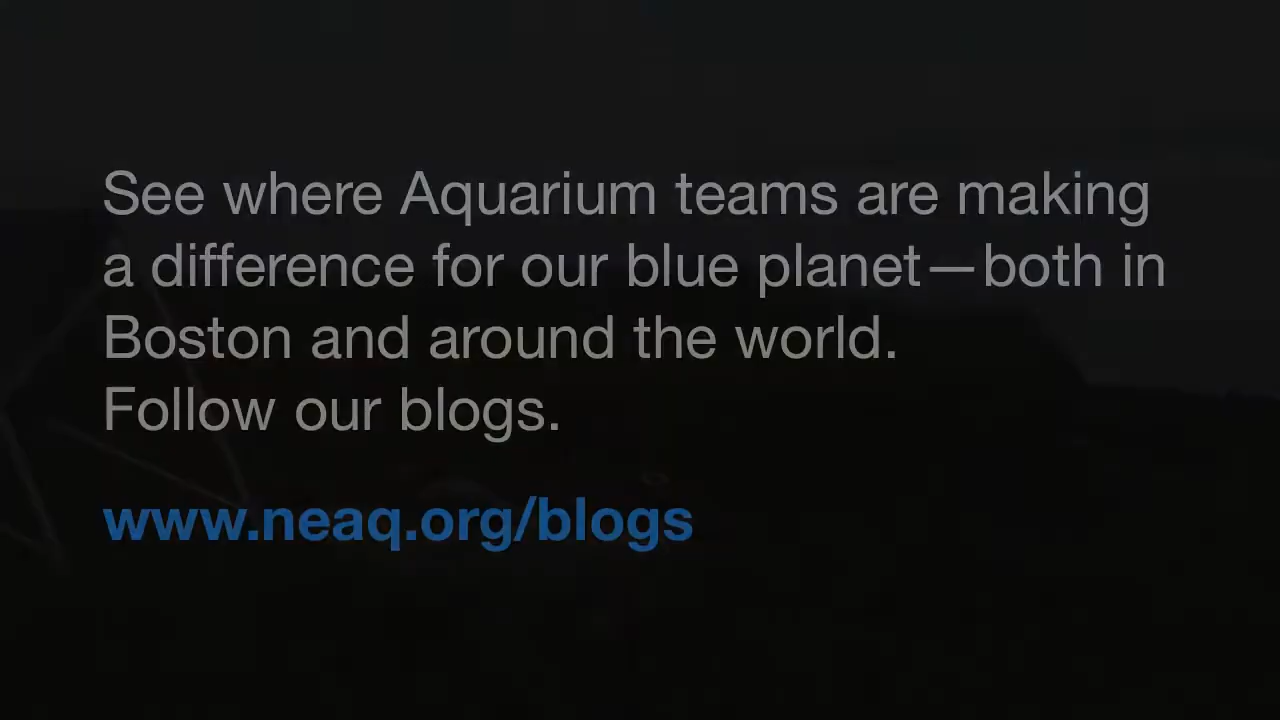 See where Aquarium teams are making
a difference for our blue planet—both in
Boston and around the world.
Follow our blogs.
www.neaq.org/blogs